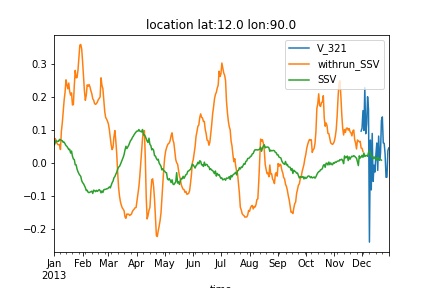 location lat:12.0 lon:90.0
V_321
withrun_SSV
SSV
0.3
0.2
0.1
0.0
−0.1
−0.2
Jan Feb Mar Apr May Jun Jul Aug Sep Oct Nov Dec
2013
time